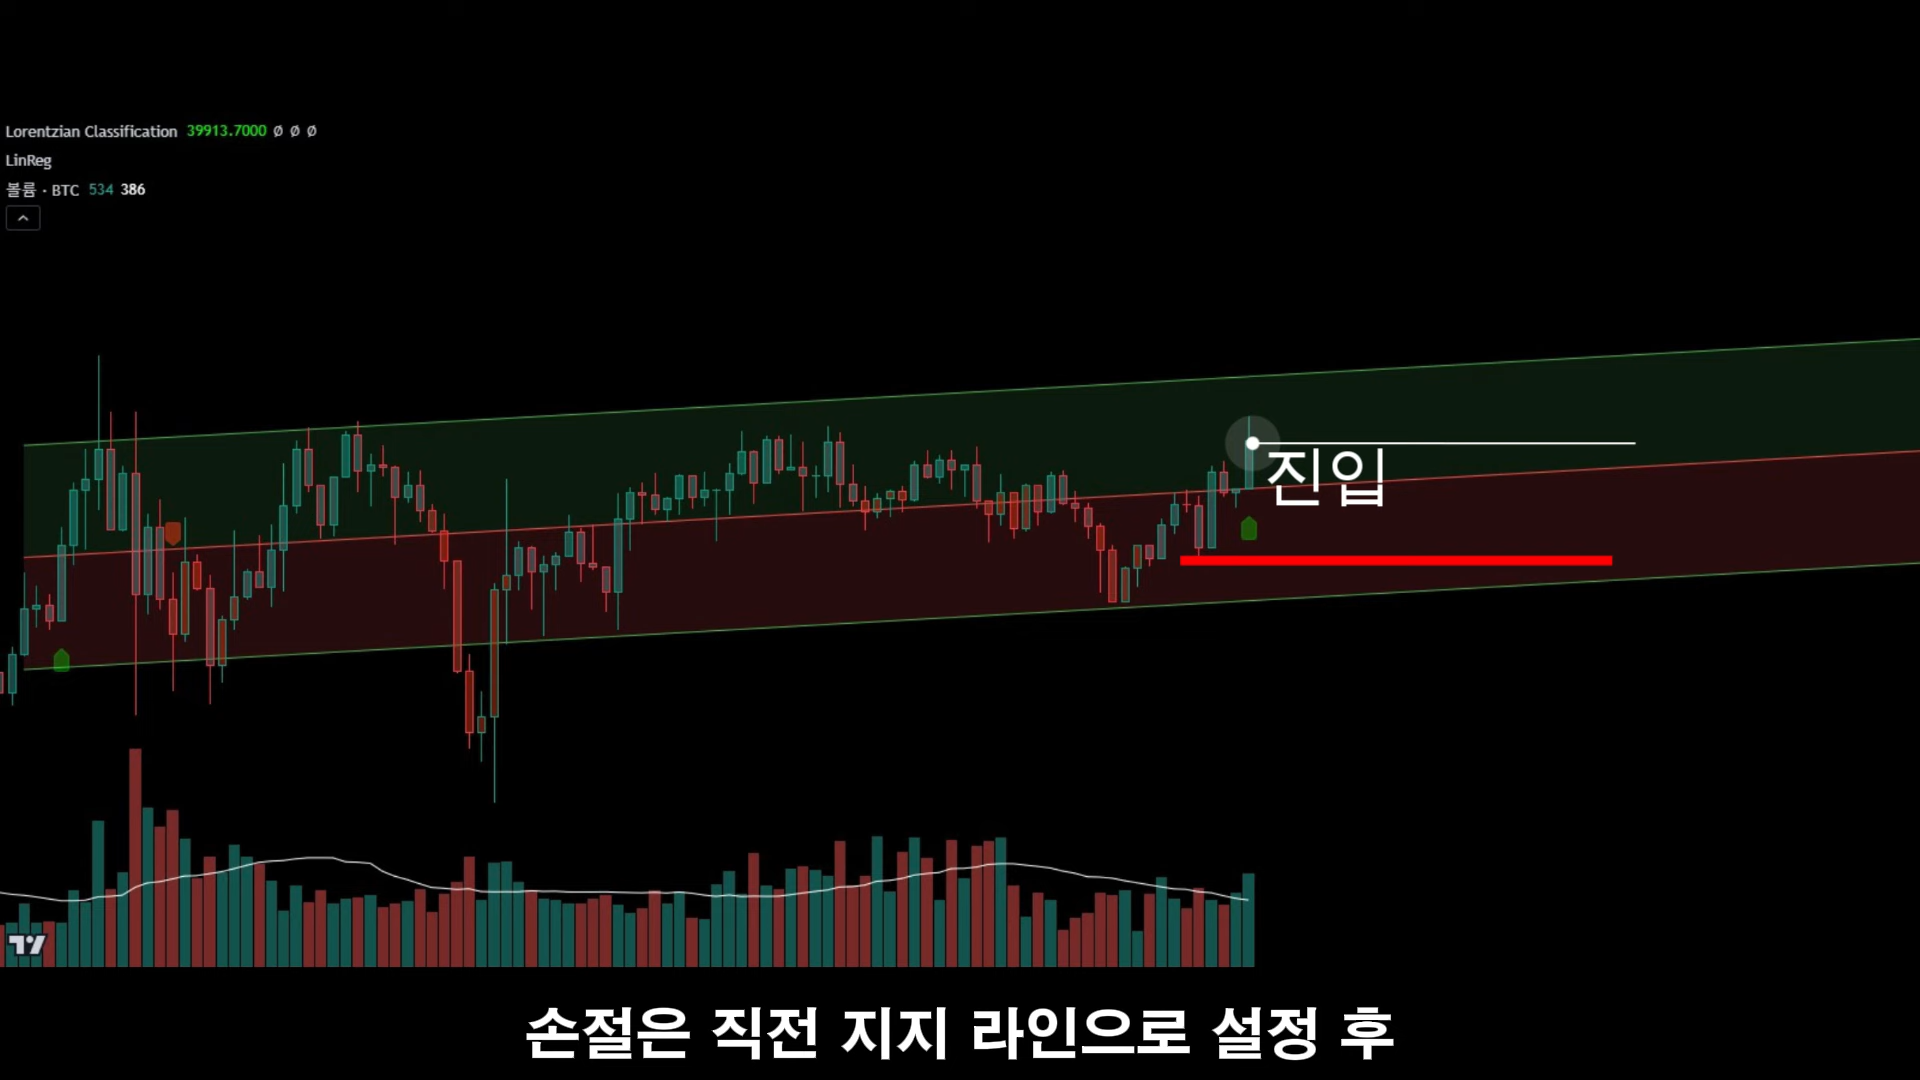 Lorentzian Classification 39913.7000 Ø Ø Ø
LinReg
볼륨 · BTC 534 386
진입
손절은 직전 지지 라인으로 설정 후